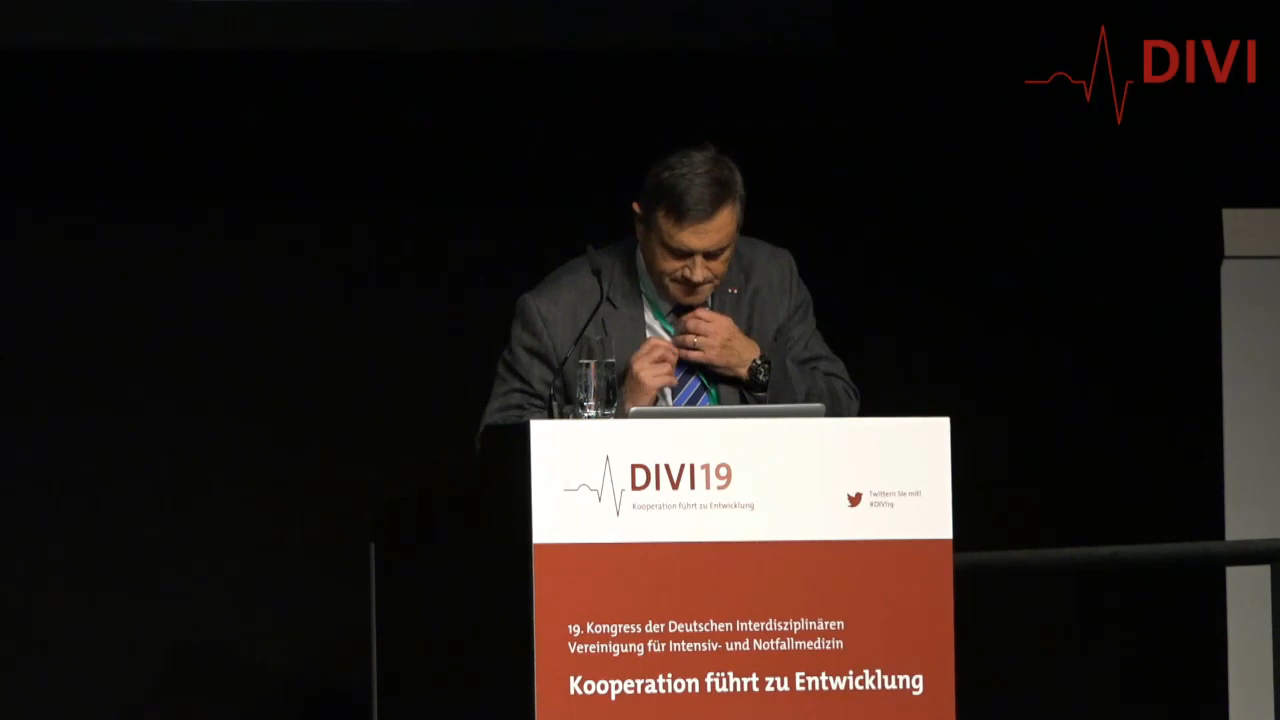 DIVI
DIVI19
Kooperation führt zu Entwicklung
Twittern Sie mit!
#DIVI19
19. Kongress der Deutschen Interdisziplinären
Vereinigung für Intensiv- und Notfallmedizin
Kooperation führt zu Entwicklung